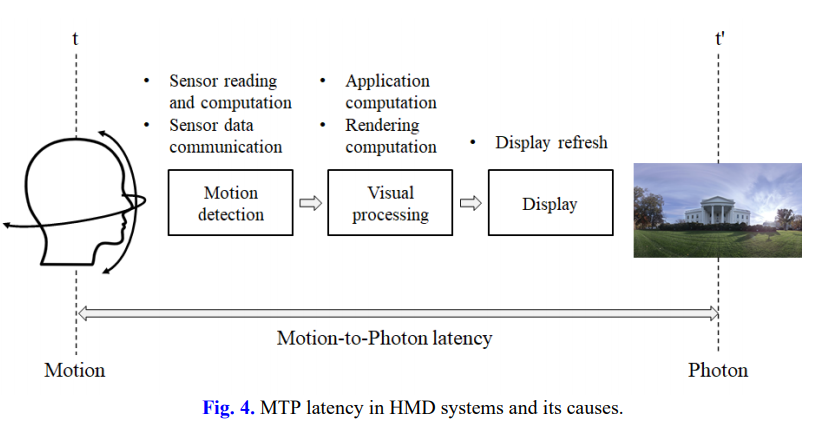 t
t'
• Sensor reading
and computation
• Sensor data
communication
• Application
computation
• Rendering
computation
• Display refresh
Motion
detection
Visual
processing
Display
Motion-to-Photon latency
Motion
Photon
Fig. 4. MTP latency in HMD systems and its causes.